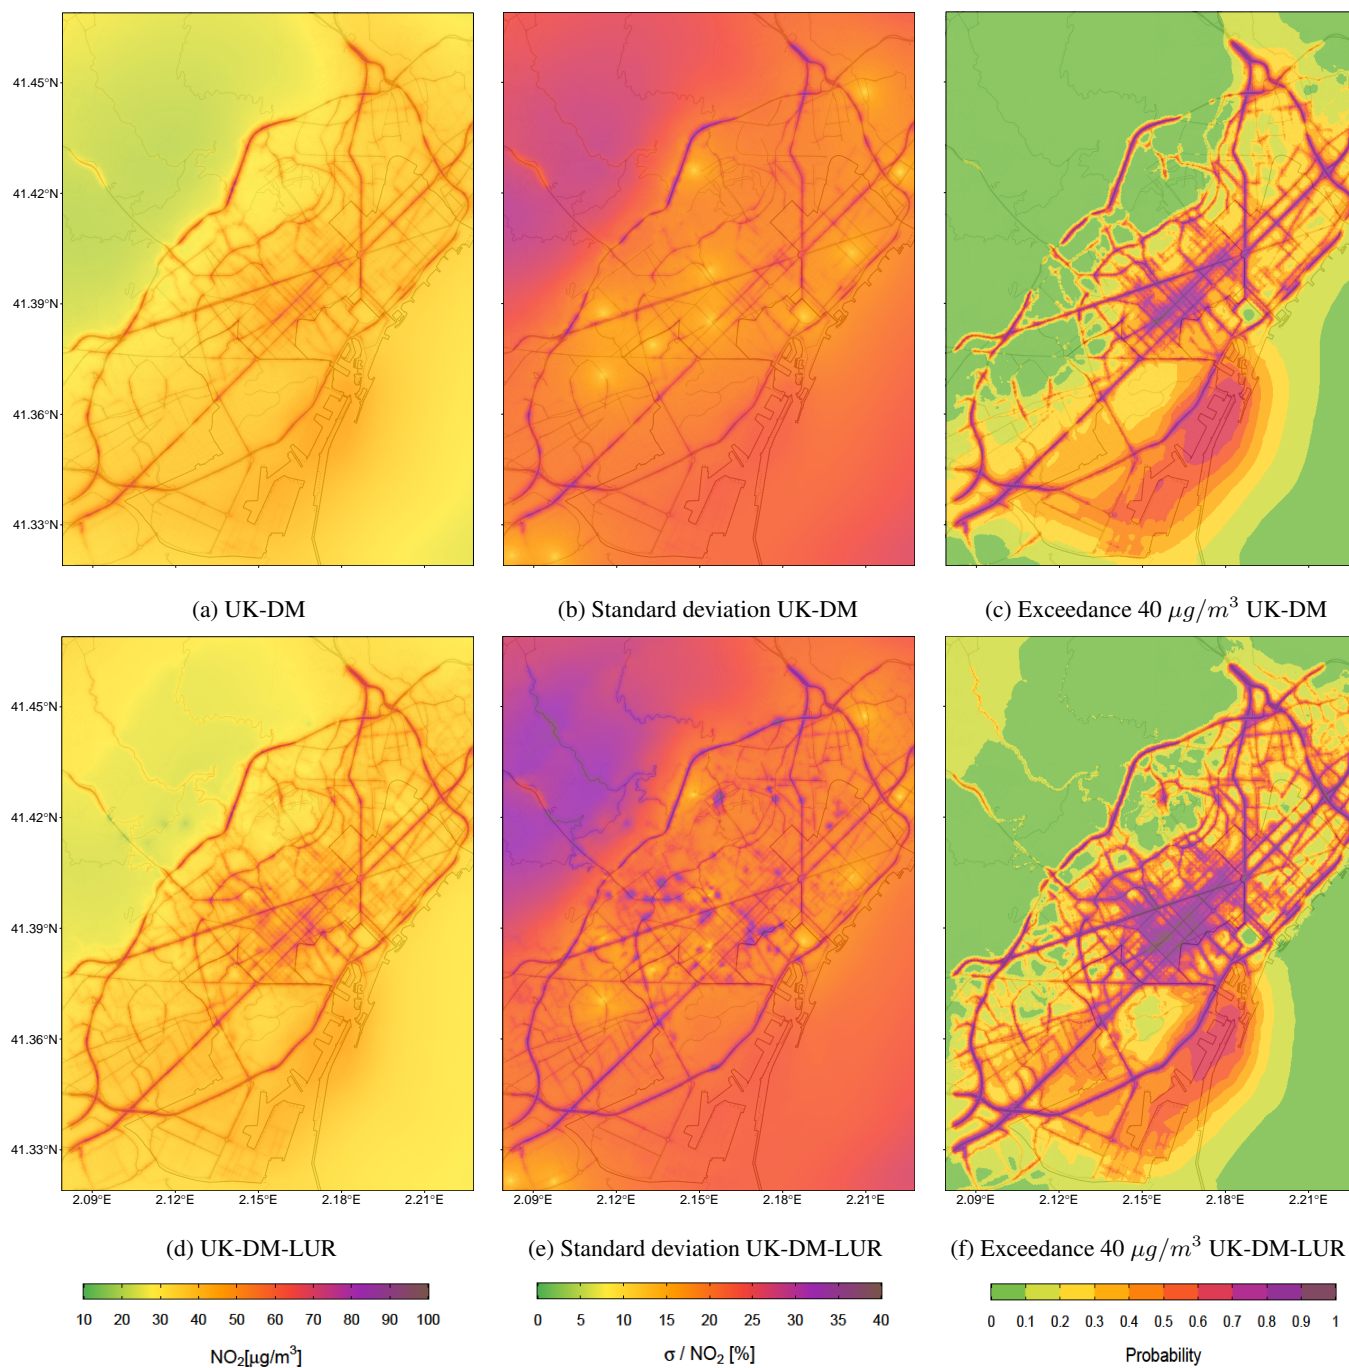 41.45°N
41.42°N
41.39°N
41.36°N
41.33°N
(a) UK-DM
(b) Standard deviation UK-DM
(c) Exceedance 40 μg/m³ UK-DM
41.45°N
41.42°N
41.39°N
41.36°N
41.33°N
2.09°E 2.12°E 2.15°E 2.18°E 2.21°E
2.09°E 2.12°E 2.15°E 2.18°E 2.21°E
2.09°E 2.12°E 2.15°E 2.18°E 2.21°E
(d) UK-DM-LUR
(e) Standard deviation UK-DM-LUR
(f) Exceedance 40 μg/m³ UK-DM-LUR
10 20 30 40 50 60 70 80 90 100
NO₂[μg/m³]
0 5 10 15 20 25 30 35 40
σ / NO₂ [%]
0 0.1 0.2 0.3 0.4 0.5 0.6 0.7 0.8 0.9 1
Probability